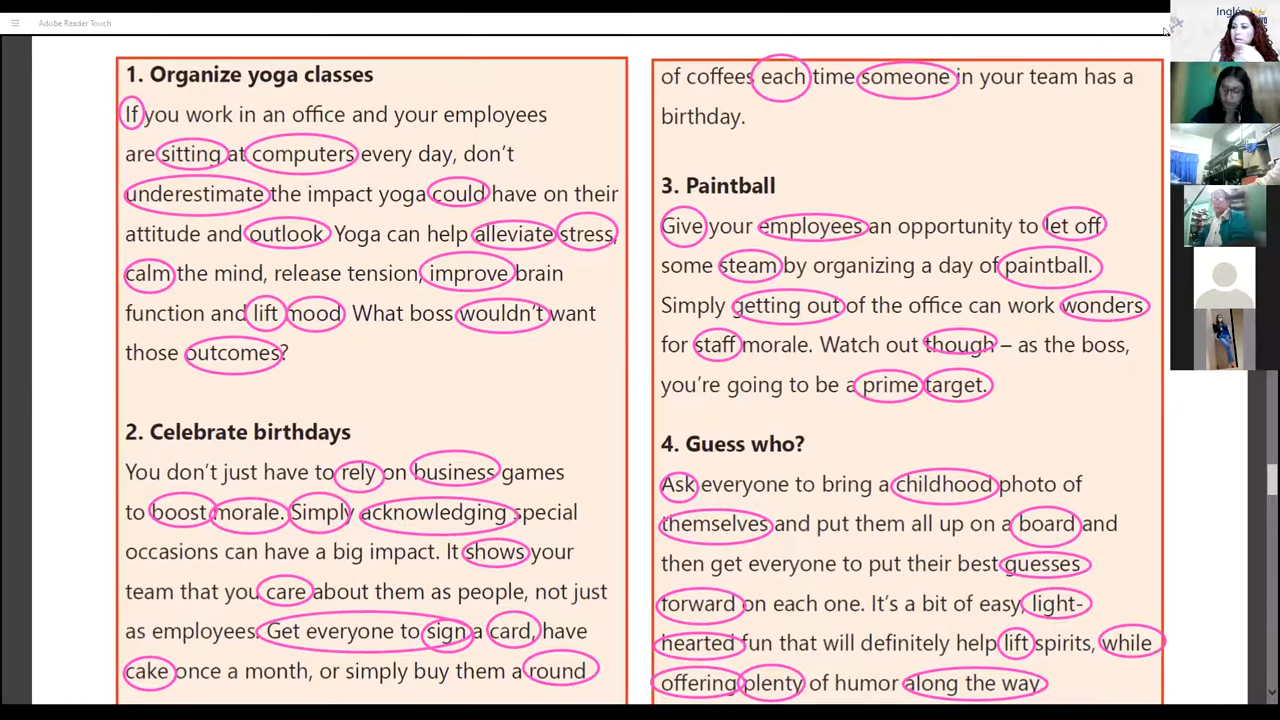 Adobe Reader Touch
Inglés
1. Organize yoga classes
If you work in an office and your employees
are sitting at computers every day, don't
underestimate the impact yoga could have on their
attitude and outlook. Yoga can help alleviate stress,
calm the mind, release tension, improve brain
function and lift mood. What boss wouldn't want
those outcomes?
2. Celebrate birthdays
You don't just have to rely on business games
to boost morale. Simply acknowledging special
occasions can have a big impact. It shows your
team that you care about them as people, not just
as employees. Get everyone to sign a card, have
cake once a month, or simply buy them a round
of coffees each time someone in your team has a
birthday.
3. Paintball
Give your employees an opportunity to let off
some steam by organizing a day of paintball.
Simply getting out of the office can work wonders
for staff morale. Watch out though – as the boss,
you're going to be a prime target.
4. Guess who?
Ask everyone to bring a childhood photo of
themselves and put them all up on a board and
then get everyone to put their best guesses
forward on each one. It's a bit of easy, light-
hearted fun that will definitely help lift spirits, while
offering plenty of humor along the way